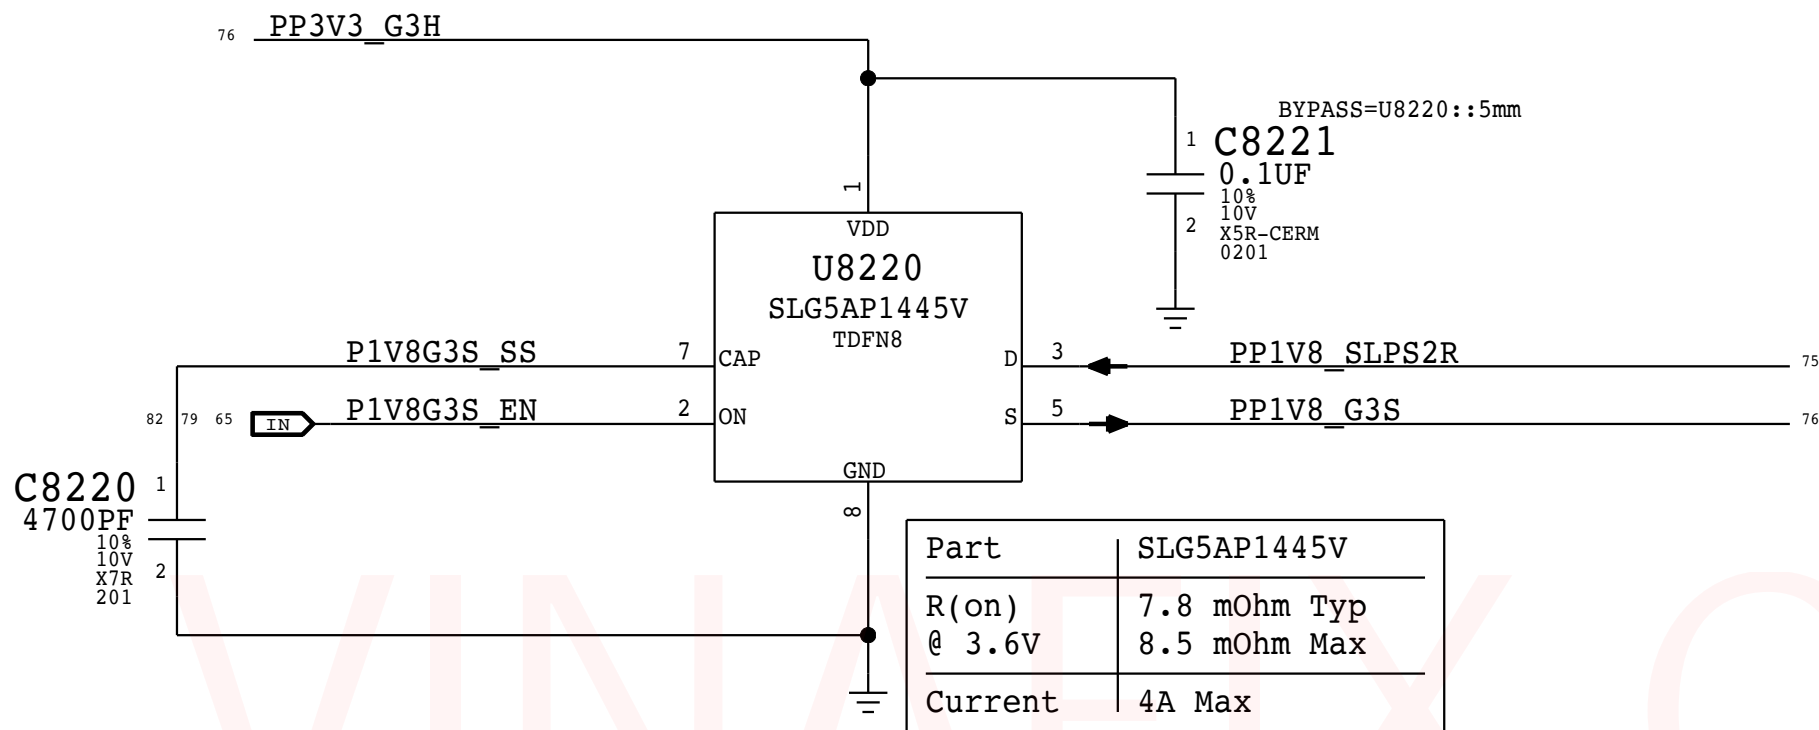 76 PP3V3_G3H
BYPASS=U8220::5mm
1 C8221
0.1UF
10%
10V
2 X5R-CERM
0201
1
VDD
U8220
SLG5AP1445V
TDFN8
P1V8G3S_SS 7 CAP D 3 PP1V8_SLPS2R 75
82 79 65 IN P1V8G3S_EN 2 ON S 5 PP1V8_G3S 76
GND
8
C8220 1
4700PF
10%
10V
X7R 2
201
Part SLG5AP1445V
R(on) 7.8 mOhm Typ
@ 3.6V 8.5 mOhm Max
Current 4A Max
VINAFIX.C